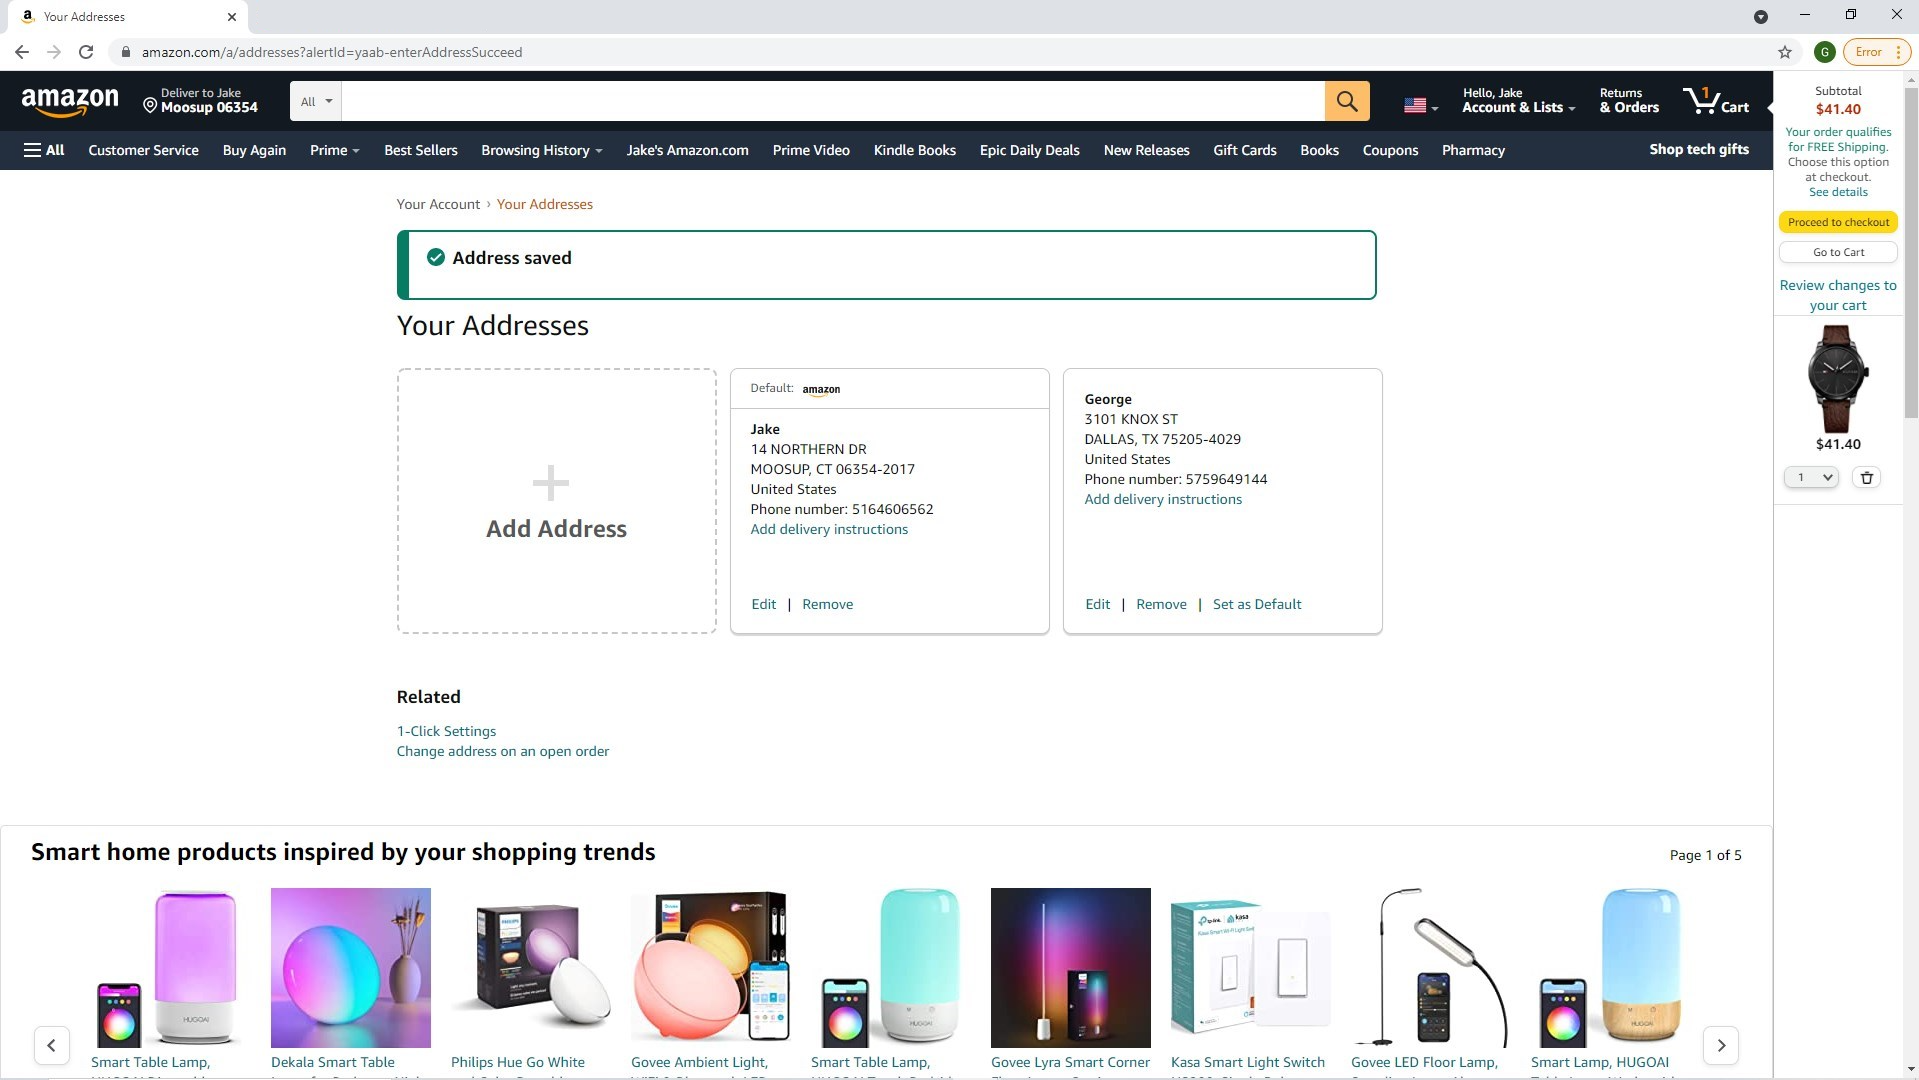 Your Addresses
amazon.com/a/addresses?alertId=yaab-enterAddressSucceed
G
Error
amazon
Deliver to Jake
Moosup 06354
All
Hello, Jake
Account & Lists
Returns
& Orders
1
Cart
All
Customer Service
Buy Again
Prime
Best Sellers
Browsing History
Jake's Amazon.com
Prime Video
Kindle Books
Epic Daily Deals
New Releases
Gift Cards
Books
Coupons
Pharmacy
Shop tech gifts
Subtotal
$41.40
Your order qualifies
for FREE Shipping.
Choose this option
at checkout.
See details
Proceed to checkout
Go to Cart
Review changes to
your cart
$41.40
1
Your Account › Your Addresses
Address saved
Your Addresses
Add Address
Default: amazon
Jake
14 NORTHERN DR
MOOSUP, CT 06354-2017
United States
Phone number: 5164606562
Add delivery instructions
Edit | Remove
George
3101 KNOX ST
DALLAS, TX 75205-4029
United States
Phone number: 5759649144
Add delivery instructions
Edit | Remove | Set as Default
Related
1-Click Settings
Change address on an open order
Smart home products inspired by your shopping trends
Page 1 of 5
HUGOAI
PHILIPS
HUGOAI
kasa
HUGOAI
Smart Table Lamp,
Dekala Smart Table
Philips Hue Go White
Govee Ambient Light,
Smart Table Lamp,
Govee Lyra Smart Corner
Kasa Smart Light Switch
Govee LED Floor Lamp,
Smart Lamp, HUGOAI